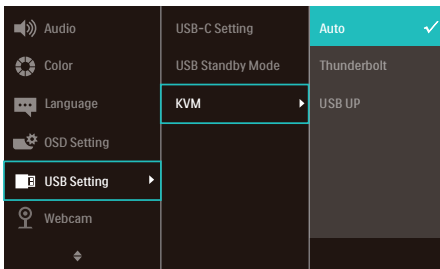 Audio
Color
Language
OSD Setting
USB Setting
Webcam
USB-C Setting
USB Standby Mode
KVM
Auto
Thunderbolt
USB UP